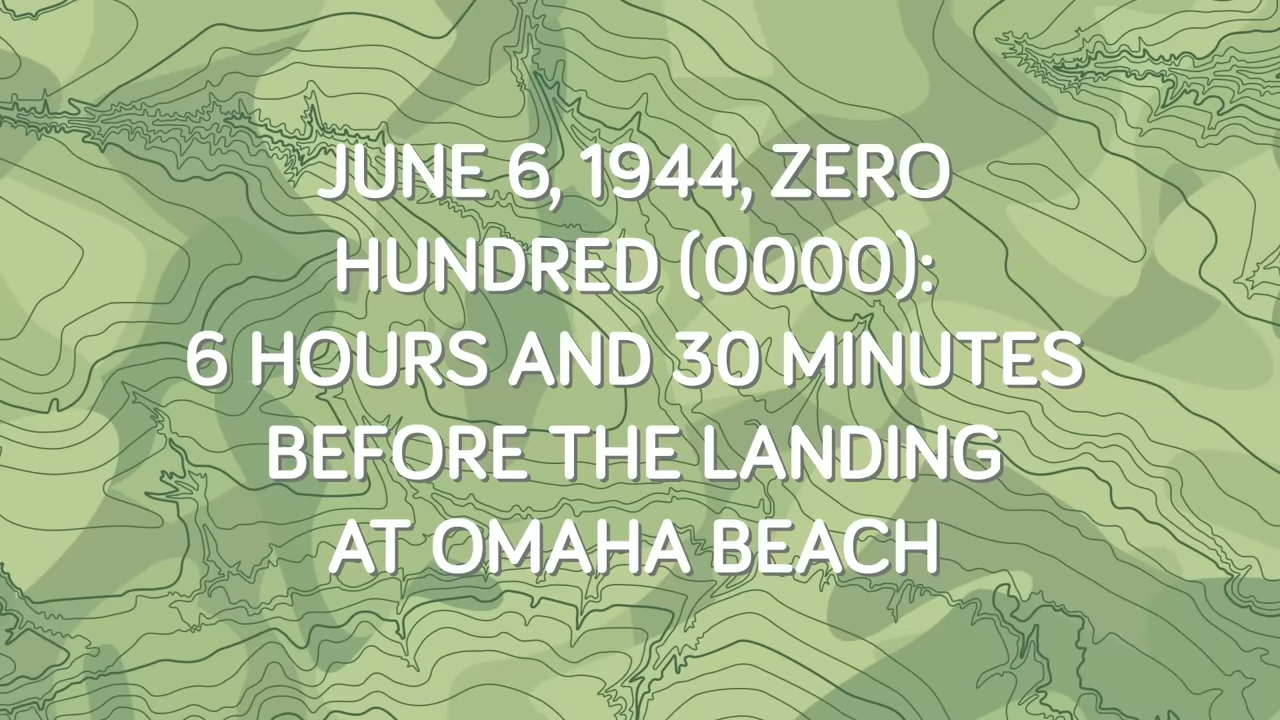 JUNE 6, 1944, ZERO
HUNDRED (0000):
6 HOURS AND 30 MINUTES
BEFORE THE LANDING
AT OMAHA BEACH